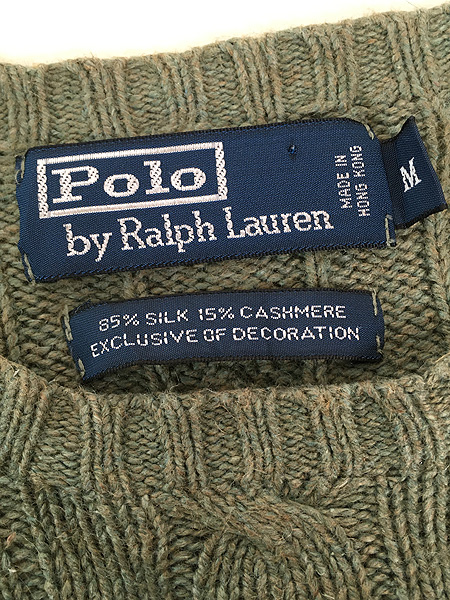 Polo
by Ralph Lauren
MADE IN
HONG KONG
M
85% SILK 15% CASHMERE
EXCLUSIVE OF DECORATION